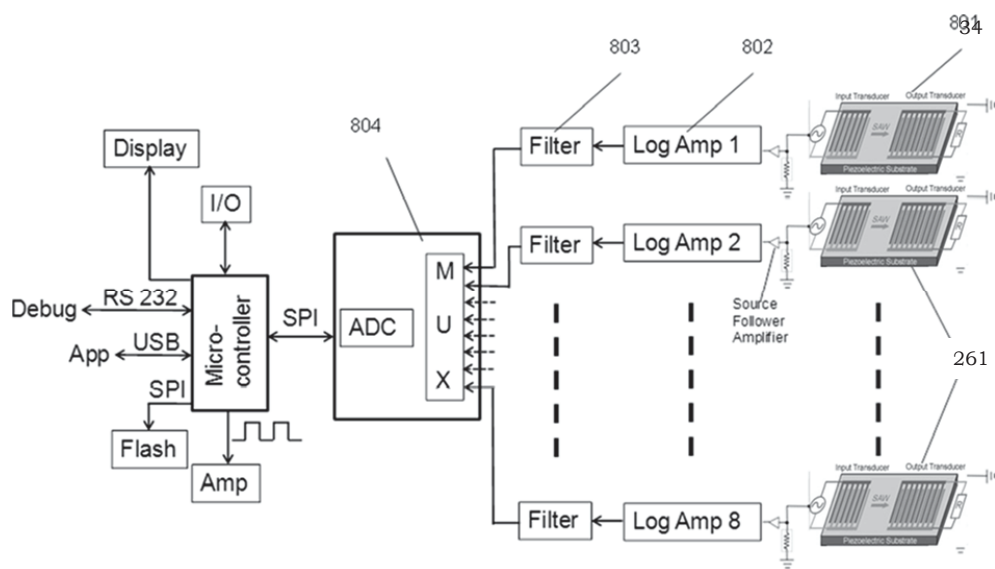 34
803
802
804
Input Transducer Output Transducer
SAW
Piezoelectric Substrate
Filter
Log Amp 1
Display
I/O
Input Transducer Output Transducer
SAW
Piezoelectric Substrate
Filter
Log Amp 2
M
U
X
ADC
SPI
Micro-
controller
Debug
RS 232
App
USB
SPI
Flash
Amp
Source
Follower
Amplifier
261
Input Transducer Output Transducer
SAW
Piezoelectric Substrate
Filter
Log Amp 8